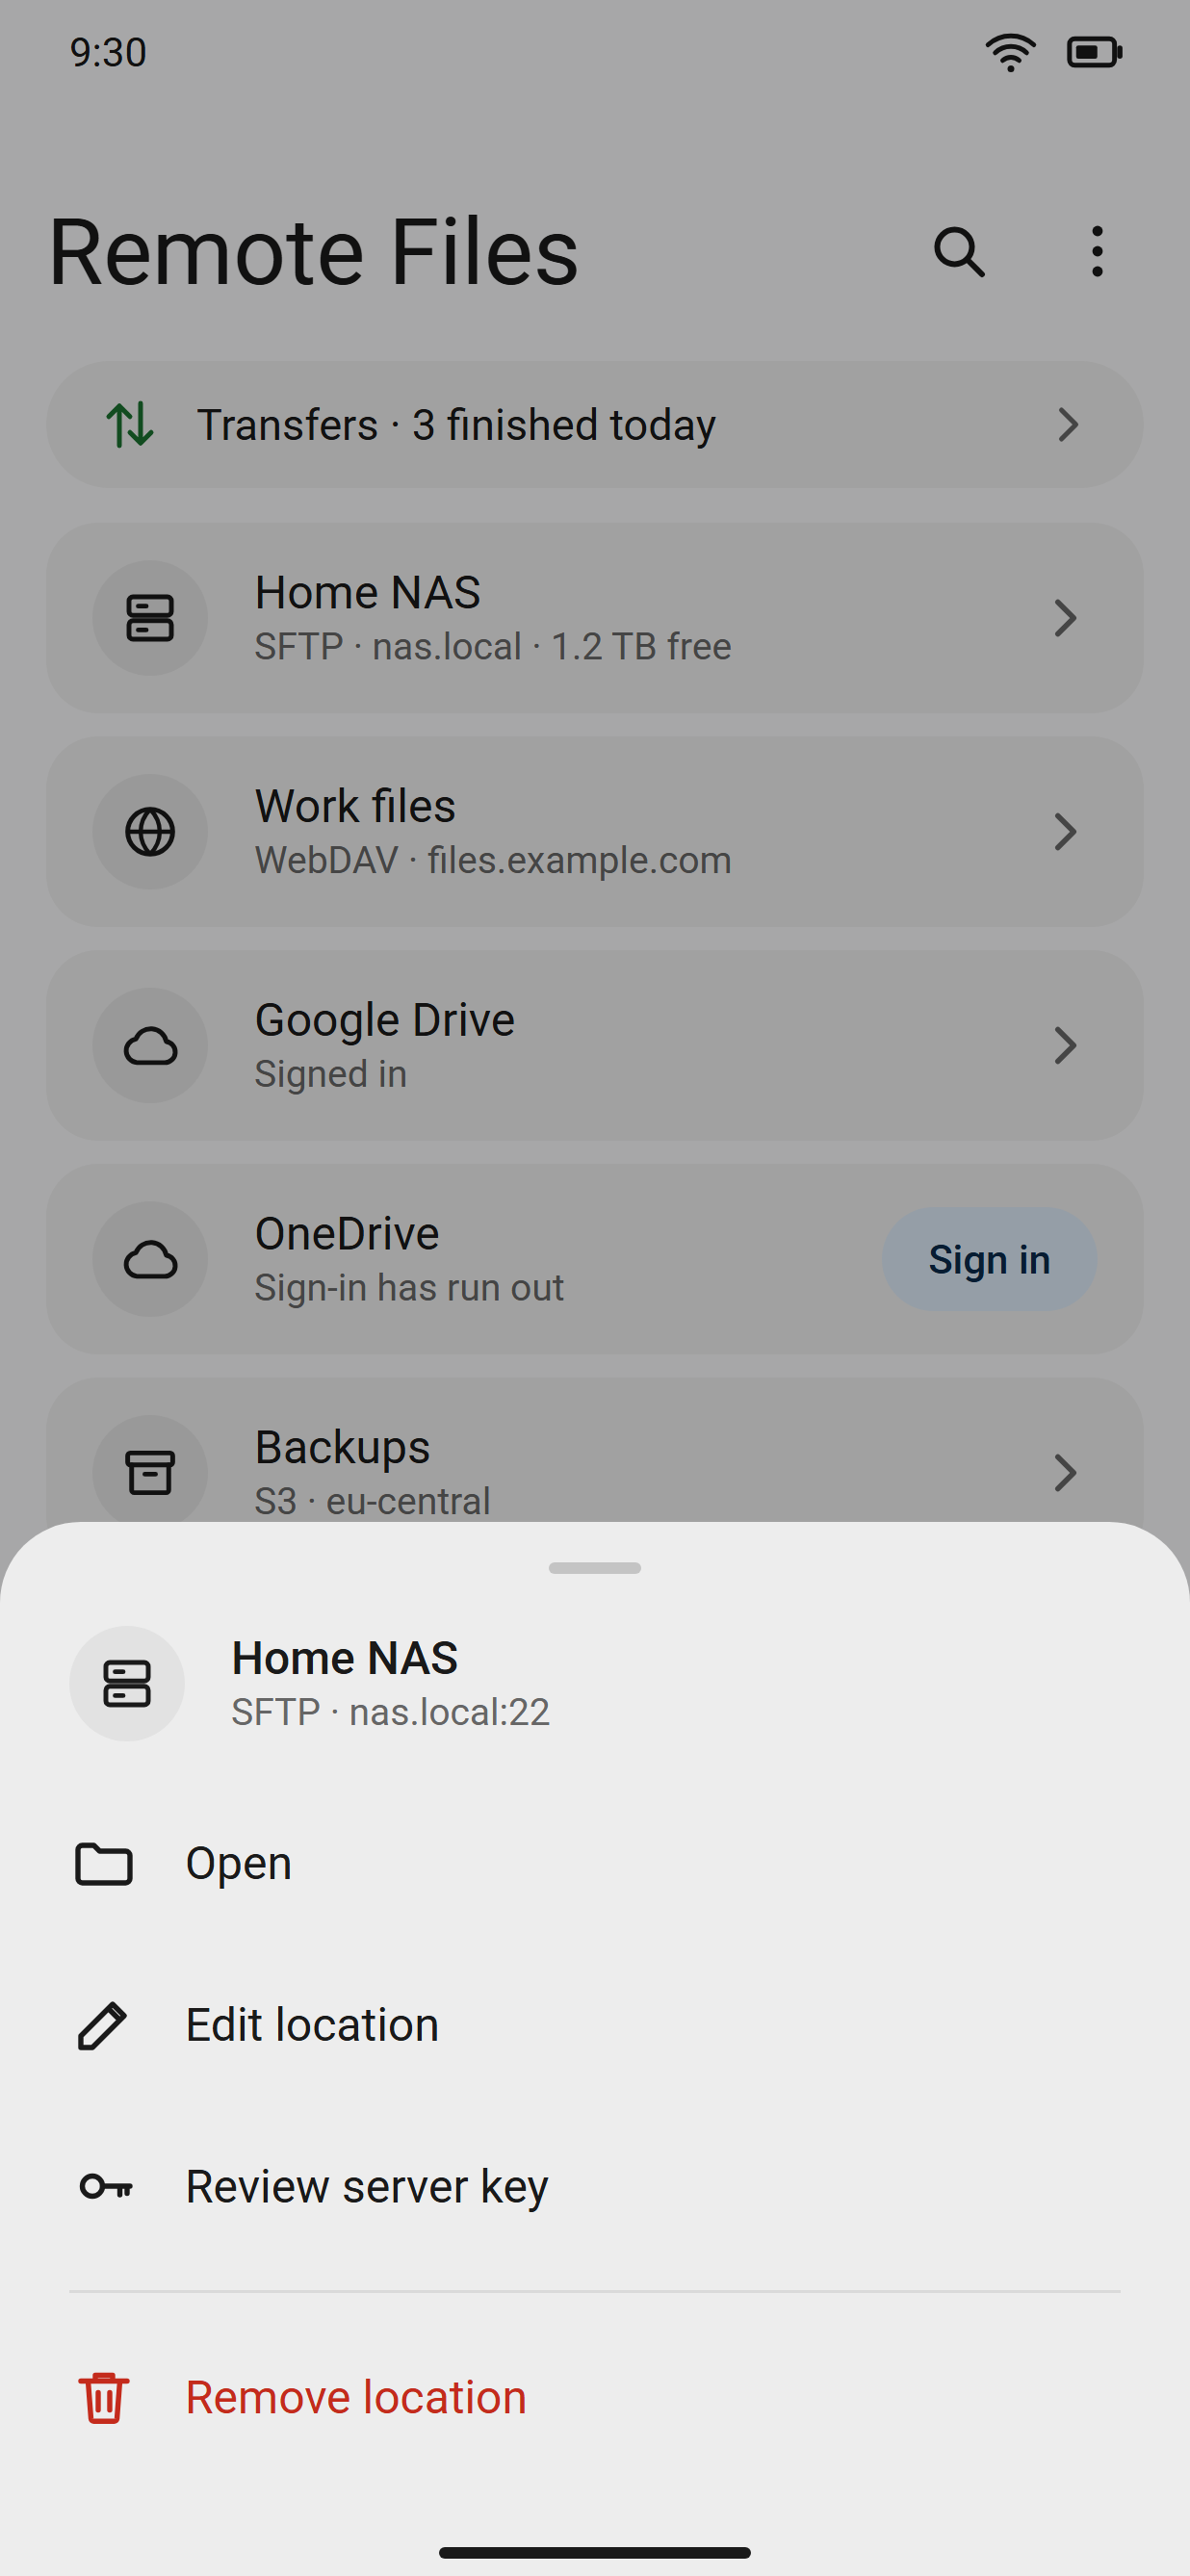 9:30
Remote Files
Transfers · 3 finished today
Home NAS
SFTP · nas.local · 1.2 TB free
Work files
WebDAV · files.example.com
Google Drive
Signed in
OneDrive
Sign-in has run out
Sign in
Backups
S3 · eu-central
Home NAS
SFTP · nas.local:22
Open
Edit location
Review server key
Remove location